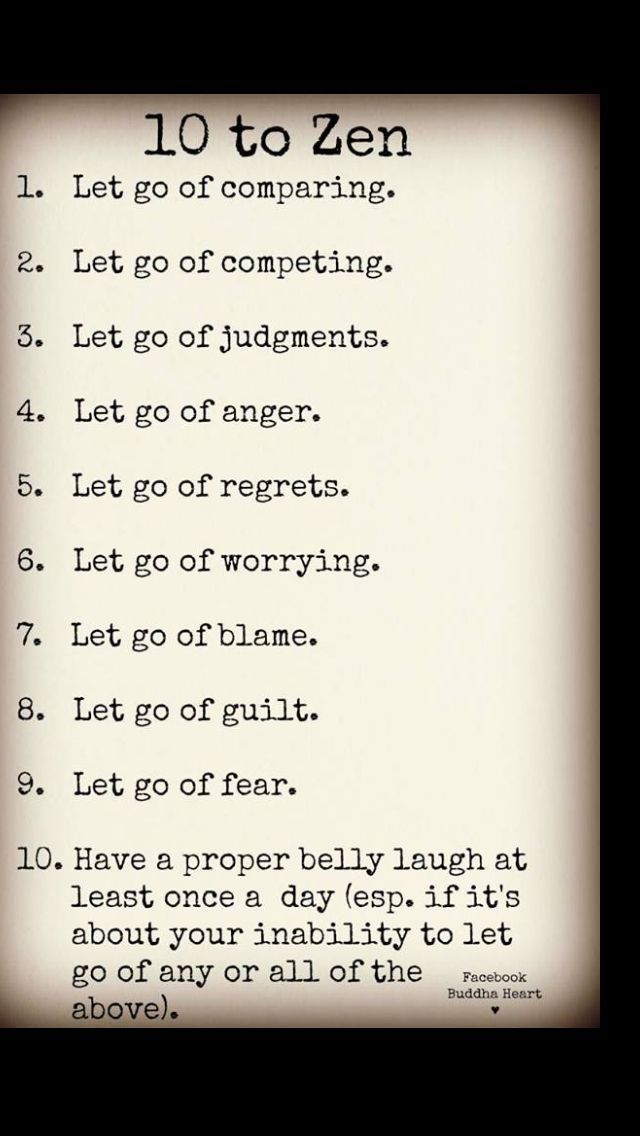 10 to Zen
1. Let go of comparing.
2. Let go of competing.
3. Let go of judgments.
4. Let go of anger.
5. Let go of regrets.
6. Let go of worrying.
7. Let go of blame.
8. Let go of guilt.
9. Let go of fear.
10. Have a proper belly laugh at
least once a day (esp. if it's
about your inability to let
go of any or all of the
above).
Facebook
Buddha Heart
♥